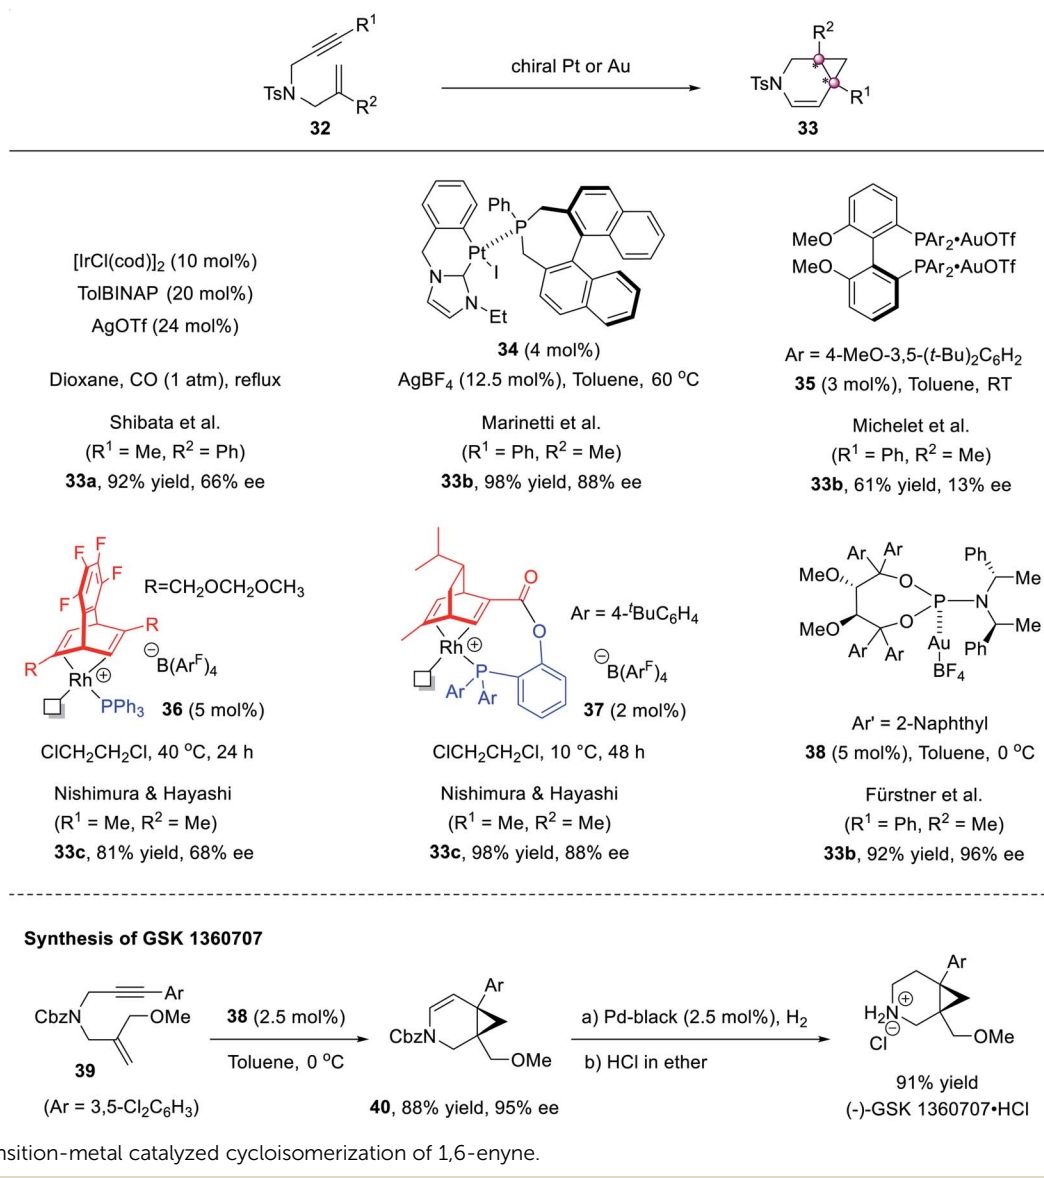 R1
TsN
R2
32
chiral Pt or Au
R2
*
*
TsN
R1
33
[IrCl(cod)]2 (10 mol%)
TolBINAP (20 mol%)
AgOTf (24 mol%)
Dioxane, CO (1 atm), reflux
Shibata et al.
(R1 = Me, R2 = Ph)
33a, 92% yield, 66% ee
Ph
P
Pt
I
N
N
Et
34 (4 mol%)
AgBF4 (12.5 mol%), Toluene, 60 oC
Marinetti et al.
(R1 = Ph, R2 = Me)
33b, 98% yield, 88% ee
MeO
PAr2•AuOTf
MeO
PAr2•AuOTf
Ar = 4-MeO-3,5-(t-Bu)2C6H2
35 (3 mol%), Toluene, RT
Michelet et al.
(R1 = Ph, R2 = Me)
33b, 61% yield, 13% ee
F
F
F
F
R=CH2OCH2OCH3
R
R
Rh
+
−
B(ArF)4
PPh3
36 (5 mol%)
ClCH2CH2Cl, 40 oC, 24 h
Nishimura & Hayashi
(R1 = Me, R2 = Me)
33c, 81% yield, 68% ee
O
O
Ar = 4-tBuC6H4
Rh
+
−
B(ArF)4
P
Ar
Ar
37 (2 mol%)
ClCH2CH2Cl, 10 °C, 48 h
Nishimura & Hayashi
(R1 = Me, R2 = Me)
33c, 98% yield, 88% ee
Ar
Ar
Ph
MeO
O
Me
P
N
MeO
O
Me
Ar
Ar
Au
Ph
BF4
Ar' = 2-Naphthyl
38 (5 mol%), Toluene, 0 oC
Fürstner et al.
(R1 = Ph, R2 = Me)
33b, 92% yield, 96% ee
Synthesis of GSK 1360707
Ar
CbzN
OMe
39
(Ar = 3,5-Cl2C6H3)
38 (2.5 mol%)
Toluene, 0 oC
Ar
CbzN
OMe
40, 88% yield, 95% ee
a) Pd-black (2.5 mol%), H2
b) HCl in ether
Ar
H2N
+
−
Cl
OMe
91% yield
(-)-GSK 1360707•HCl
nsition-metal catalyzed cycloisomerization of 1,6-enyne.